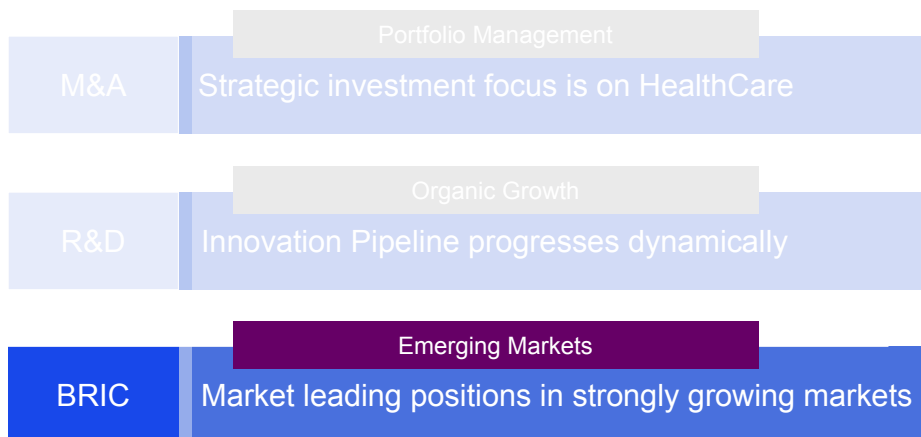 Portfolio Management
M&A
Strategic investment focus is on HealthCare
Organic Growth
R&D
Innovation Pipeline progresses dynamically
Emerging Markets
BRIC
Market leading positions in strongly growing markets